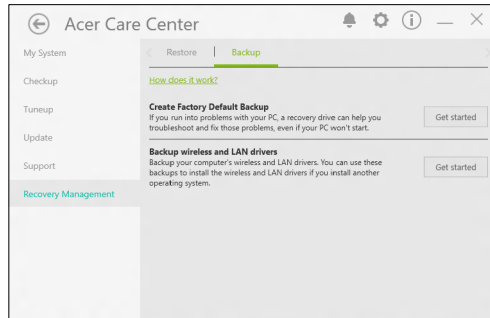 Acer Care Center
My System
Checkup
Tuneup
Update
Support
Recovery Management
Restore
Backup
How does it work?
Create Factory Default Backup
If you run into problems with your PC, a recovery drive can help you
troubleshoot and fix those problems, even if your PC won't start.
Get started
Backup wireless and LAN drivers
Backup your computer's wireless and LAN drivers. You can use these
backups to install the wireless and LAN drivers if you install another
operating system.
Get started